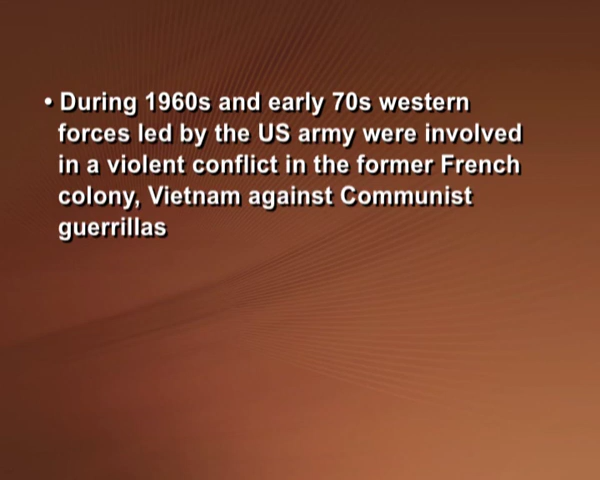 • During 1960s and early 70s western
forces led by the US army were involved
in a violent conflict in the former French
colony, Vietnam against Communist
guerrillas